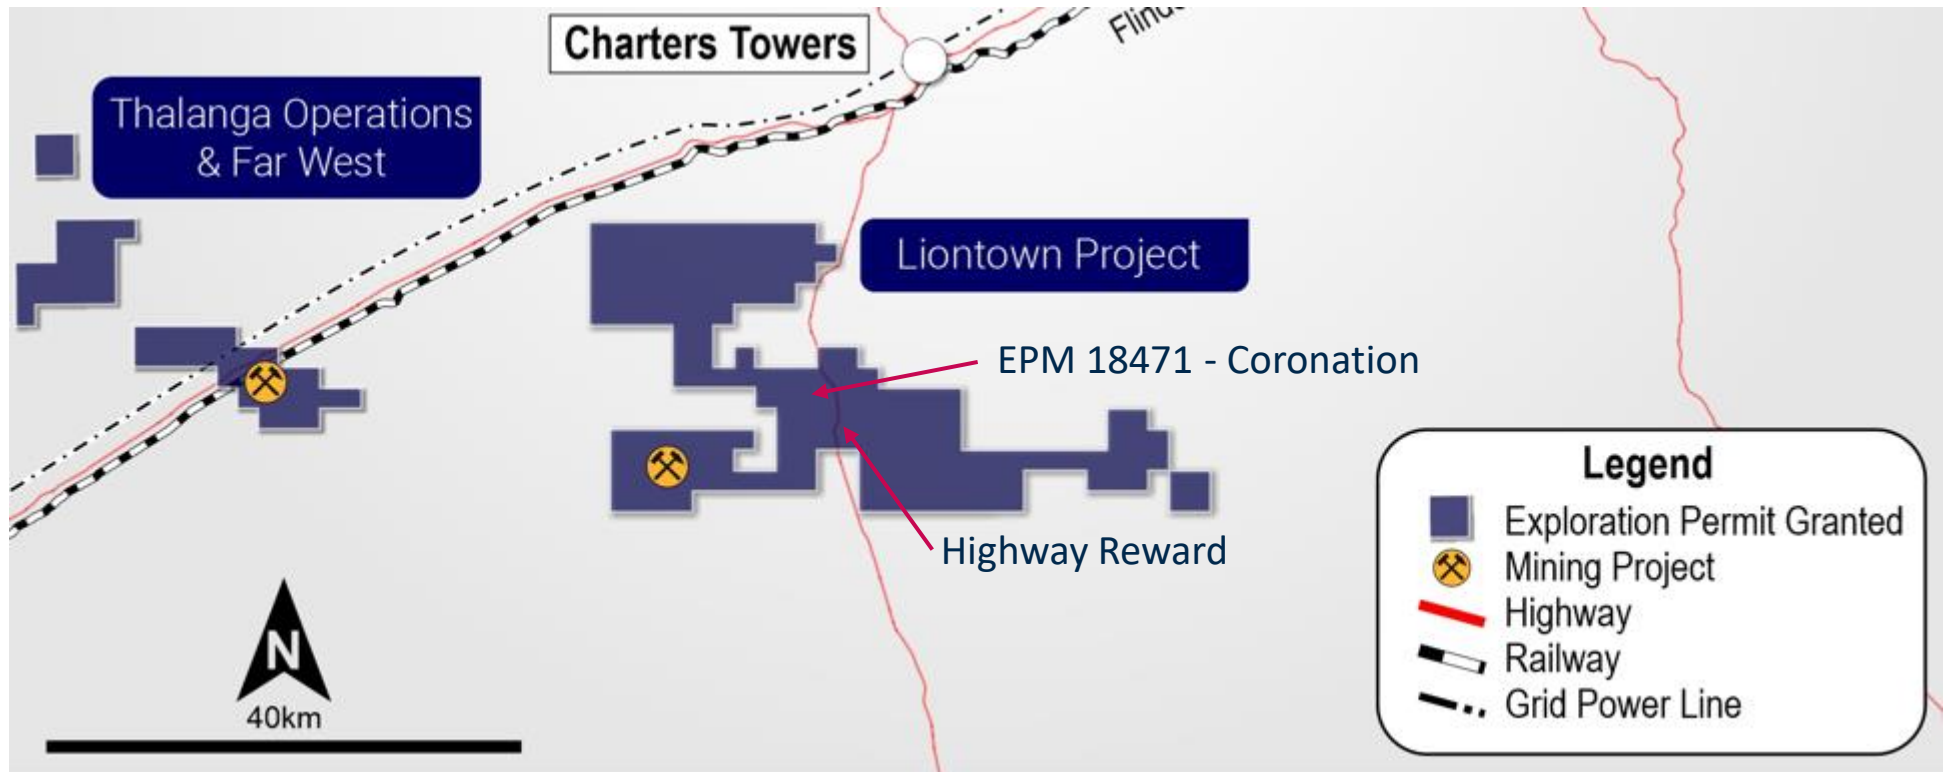 Charters Towers
Thalanga Operations
& Far West
Liontown Project
EPM 18471 - Coronation
Highway Reward
N
40km
Legend
Exploration Permit Granted
Mining Project
Highway
Railway
Grid Power Line